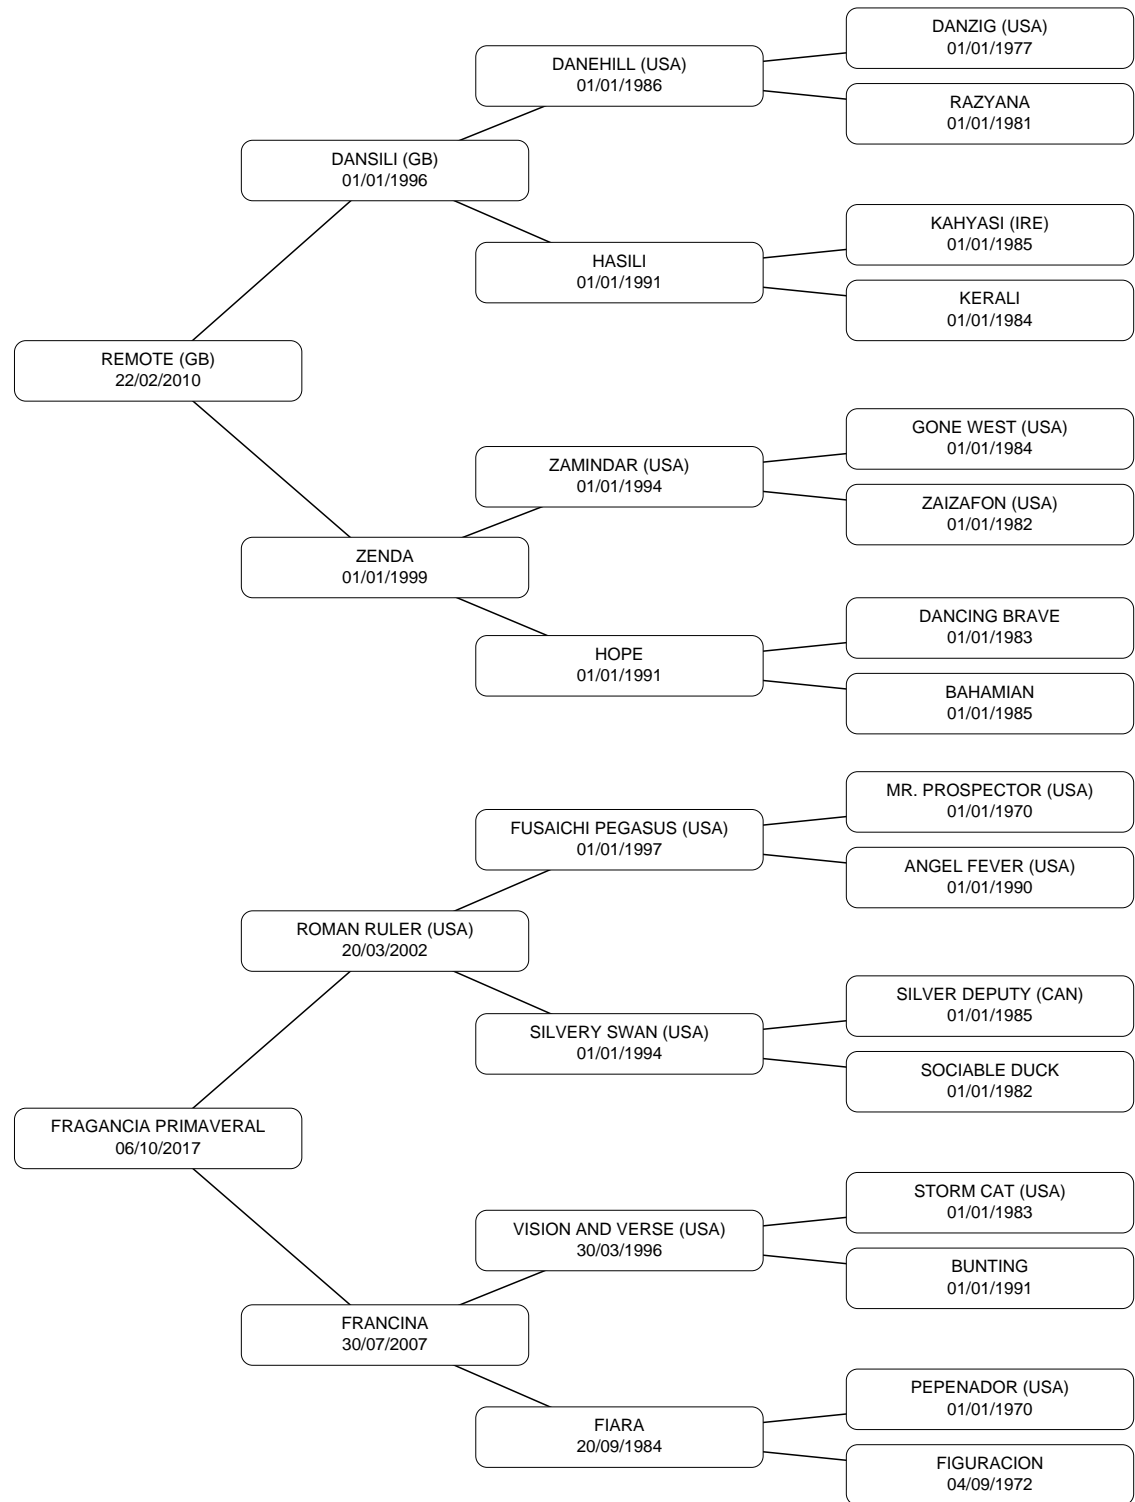 DANZIG (USA)
01/01/1977
DANEHILL (USA)
01/01/1986
RAZYANA
01/01/1981
DANSILI (GB)
01/01/1996
KAHYASI (IRE)
01/01/1985
HASILI
01/01/1991
KERALI
01/01/1984
REMOTE (GB)
22/02/2010
GONE WEST (USA)
01/01/1984
ZAMINDAR (USA)
01/01/1994
ZAIZAFON (USA)
01/01/1982
ZENDA
01/01/1999
DANCING BRAVE
01/01/1983
HOPE
01/01/1991
BAHAMIAN
01/01/1985
MR. PROSPECTOR (USA)
01/01/1970
FUSAICHI PEGASUS (USA)
01/01/1997
ANGEL FEVER (USA)
01/01/1990
ROMAN RULER (USA)
20/03/2002
SILVER DEPUTY (CAN)
01/01/1985
SILVERY SWAN (USA)
01/01/1994
SOCIABLE DUCK
01/01/1982
FRAGANCIA PRIMAVERAL
06/10/2017
STORM CAT (USA)
01/01/1983
VISION AND VERSE (USA)
30/03/1996
BUNTING
01/01/1991
FRANCINA
30/07/2007
PEPENADOR (USA)
01/01/1970
FIARA
20/09/1984
FIGURACION
04/09/1972